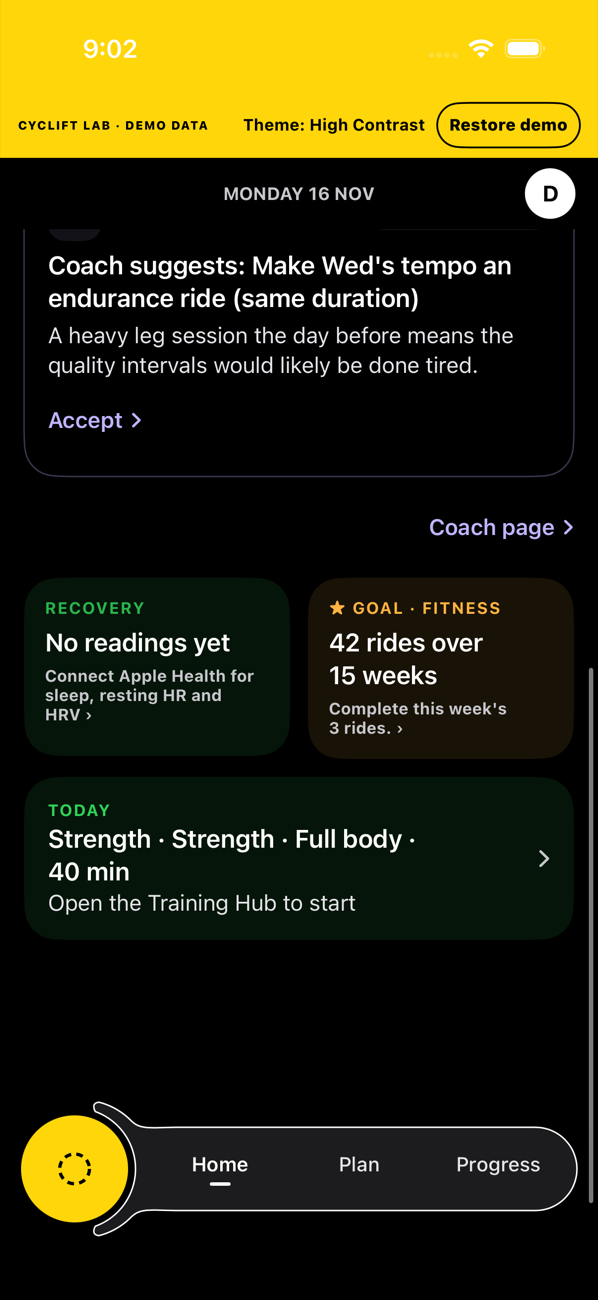 9:02
CYCLIFT LAB · DEMO DATA
Theme: High Contrast
Restore demo
MONDAY 16 NOV
D
Coach suggests: Make Wed's tempo an
endurance ride (same duration)
A heavy leg session the day before means the
quality intervals would likely be done tired.
Accept ›
Coach page ›
RECOVERY
No readings yet
Connect Apple Health for
sleep, resting HR and
HRV ›
★ GOAL · FITNESS
42 rides over
15 weeks
Complete this week's
3 rides. ›
TODAY
Strength · Strength · Full body ·
40 min
Open the Training Hub to start
Home
Plan
Progress